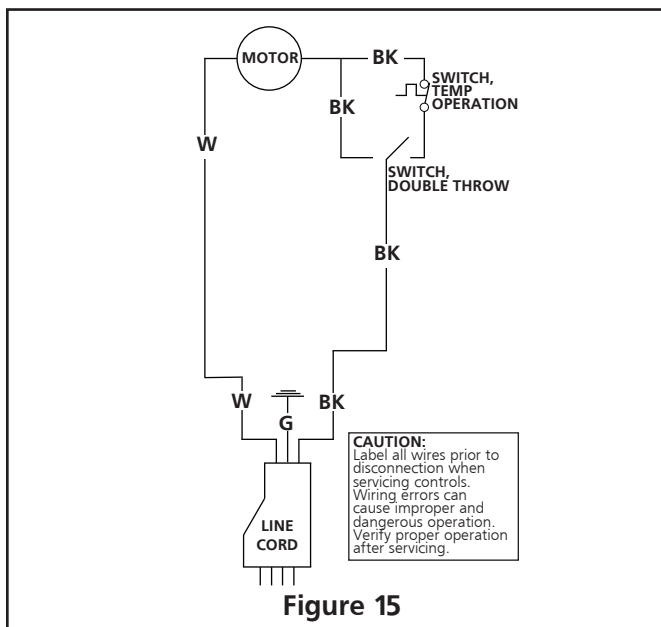 MOTOR
BK
SWITCH,
TEMP
OPERATION
BK
W
SWITCH,
DOUBLE THROW
BK
W
BK
G
CAUTION:
Label all wires prior to
disconnection when
servicing controls.
Wiring errors can
cause improper and
dangerous operation.
Verify proper operation
after servicing.
LINE
CORD
Figure 15